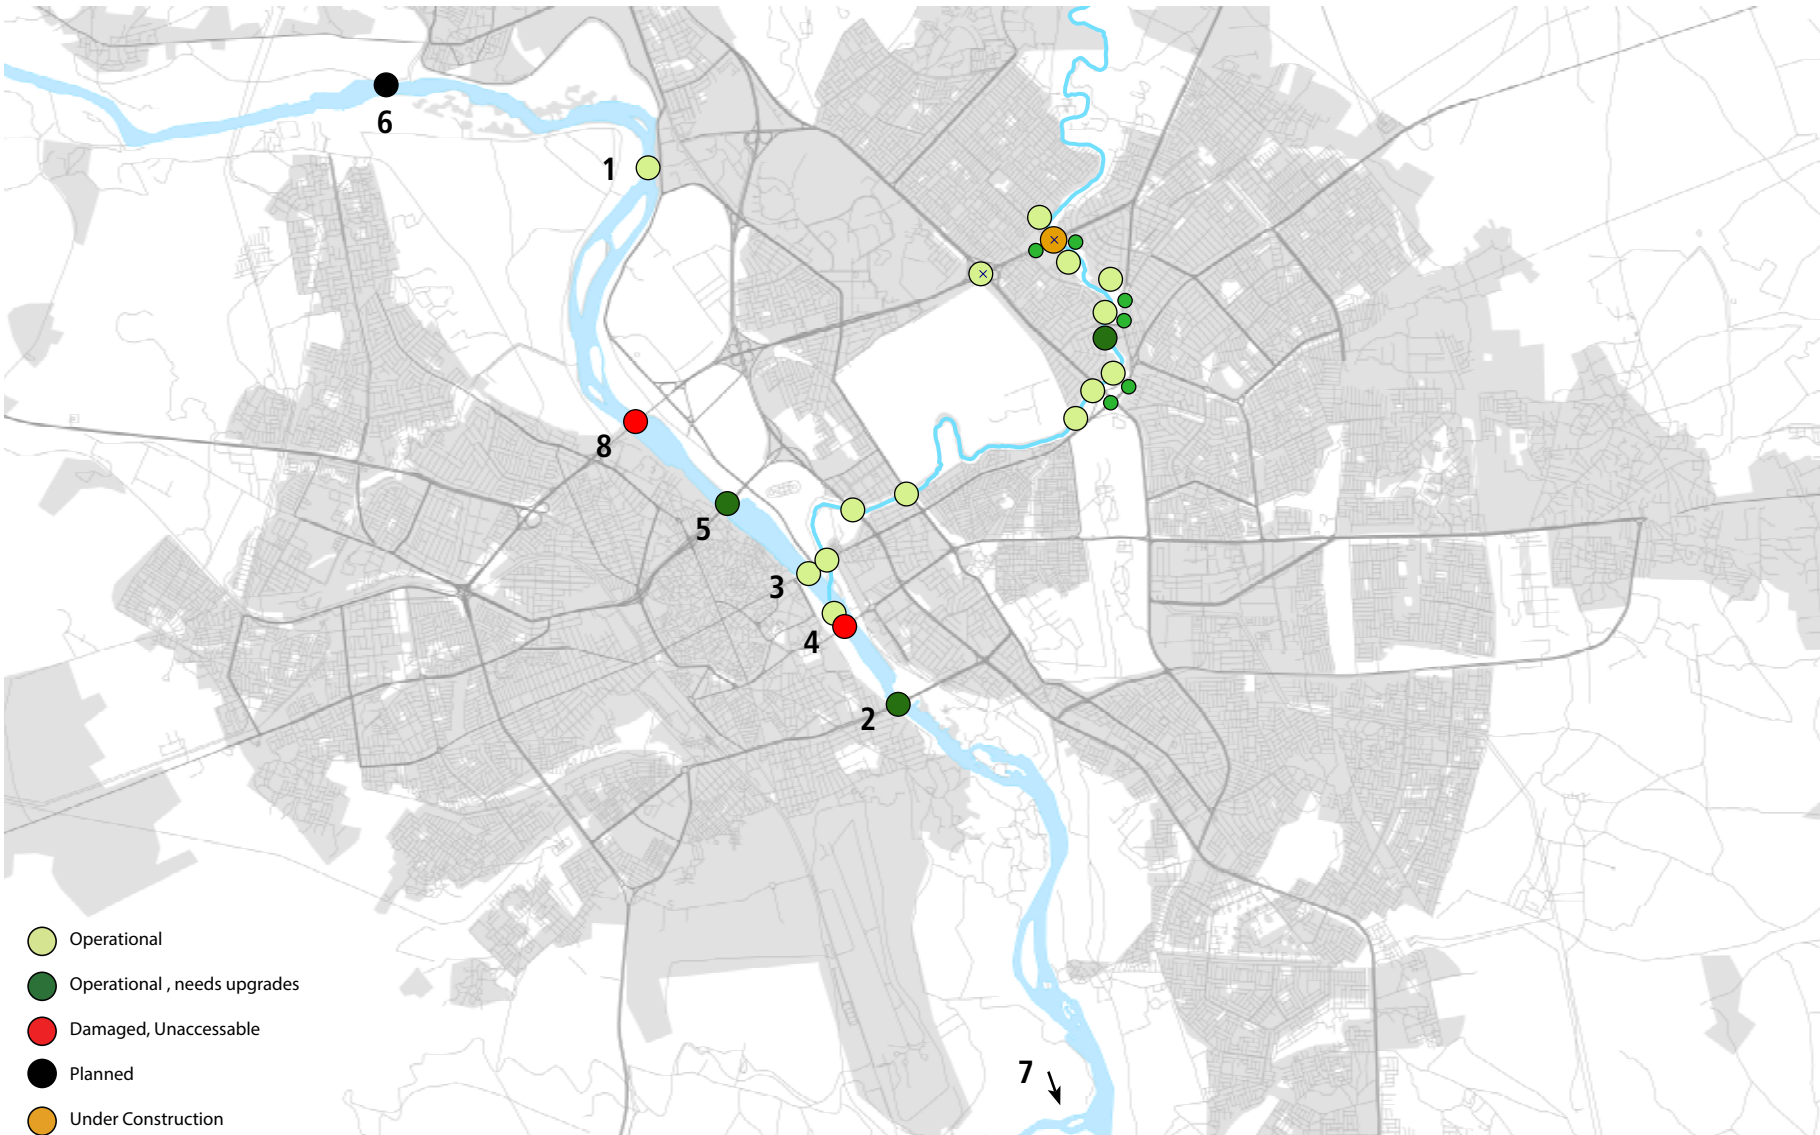 6
1
8
5
3
4
2
7
Operational
Operational , needs upgrades
Damaged, Unaccessable
Planned
Under Construction